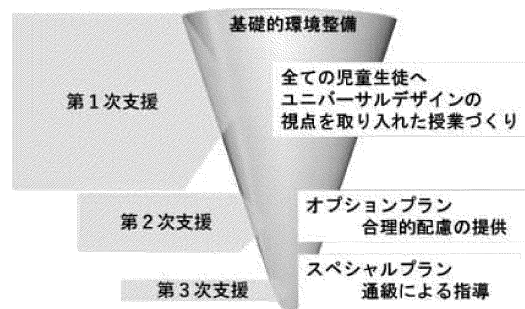 基礎的環境整備
第１次支援
全ての児童生徒へ
ユニバーサルデザインの
視点を取り入れた授業づくり
第２次支援
オプションプラン
合理的配慮の提供
第３次支援
スペシャルプラン
通級による指導